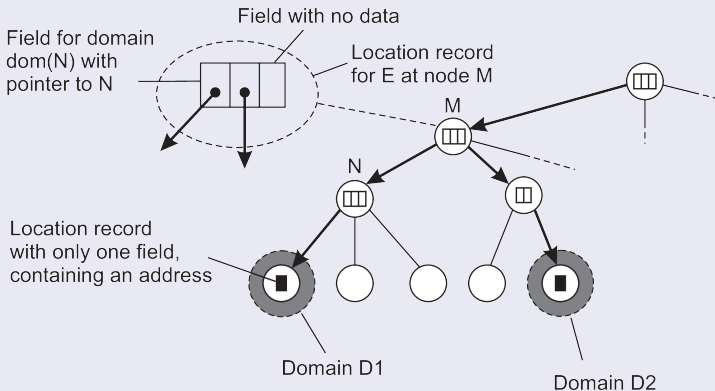 Field with no data
Field for domain
dom(N) with
pointer to N
Location record
for E at node M
M
N
Location record
with only one field,
containing an address
Domain D1
Domain D2